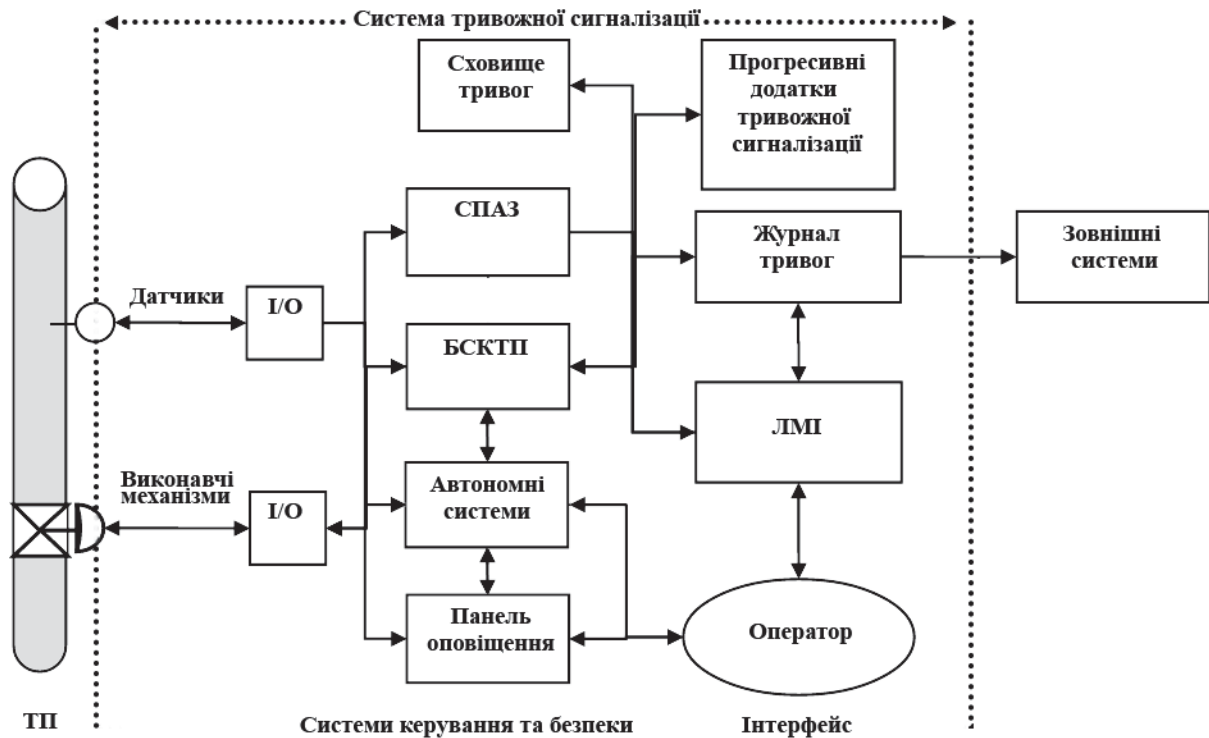 Система тривожної сигналізації
Сховище
тривог
Прогресивні
додатки
тривожної
сигналізації
СПАЗ
Журнал
тривог
Зовнішні
системи
Датчики
I/O
БСКТП
ЛМІ
Виконавчі
механізми
I/O
Автономні
системи
Панель
оповіщення
Оператор
ТП
Системи керування та безпеки
Інтерфейс